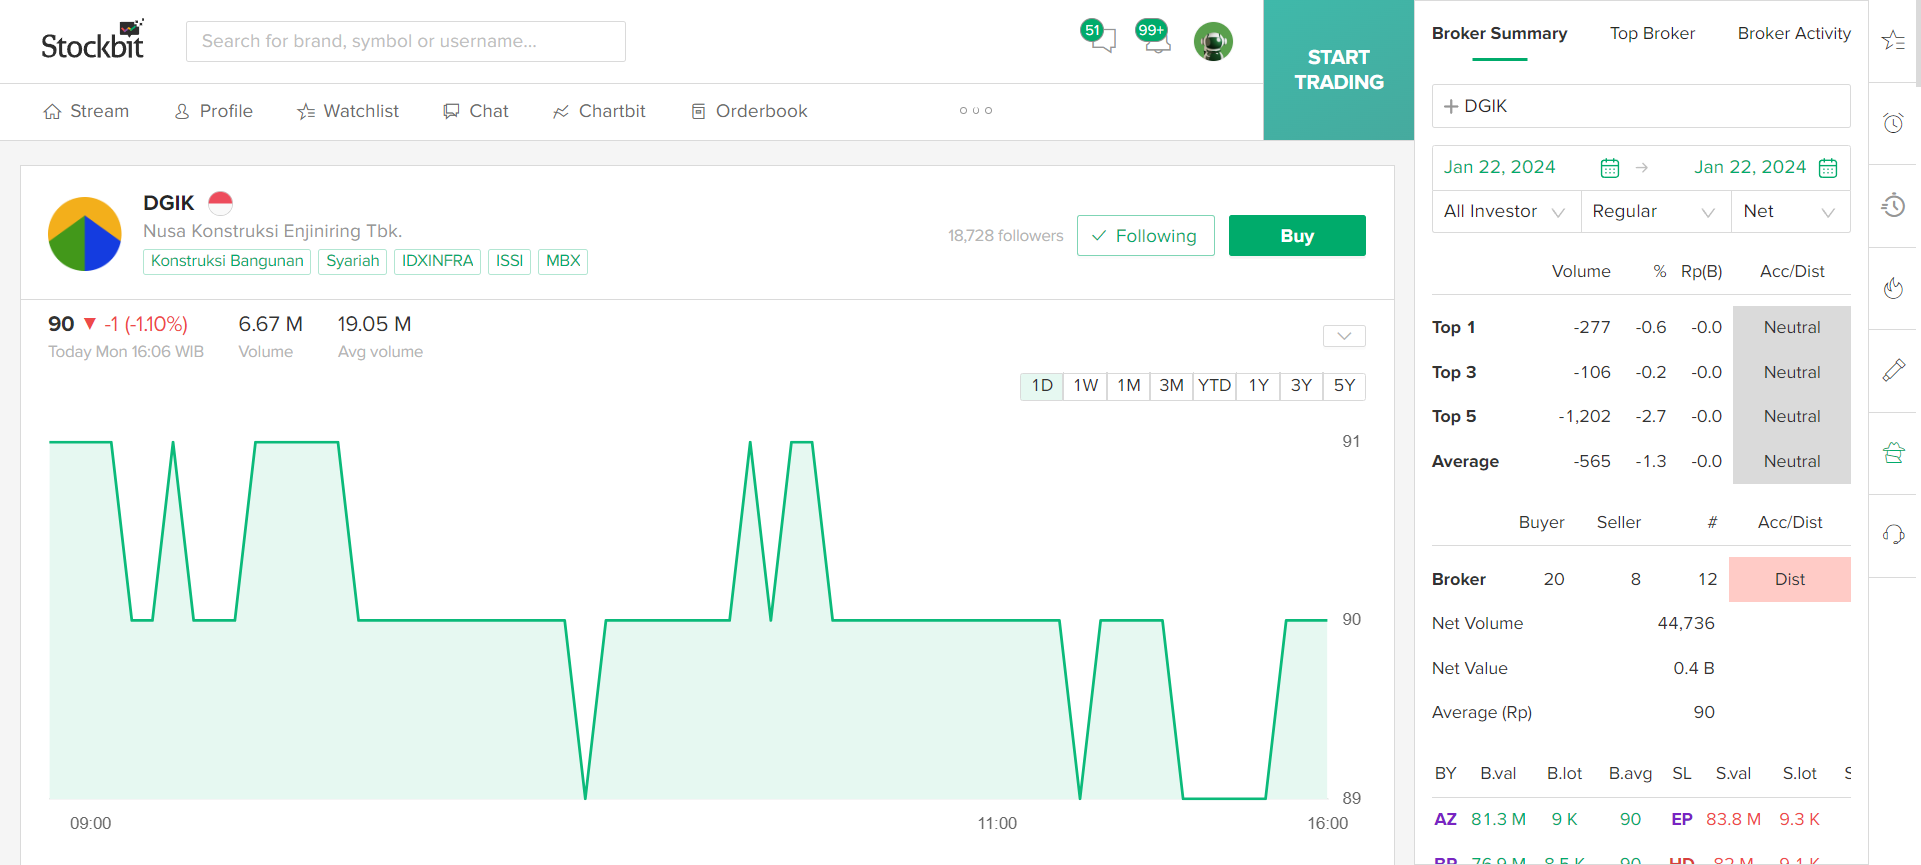 Stockbit
Search for brand, symbol or username...
51
99+
START
TRADING
Stream
Profile
Watchlist
Chat
Chartbit
Orderbook
DGIK
Nusa Konstruksi Enjiniring Tbk.
Konstruksi Bangunan Syariah IDXINFRA ISSI MBX
18,728 followers
Following
Buy
90 ▼ -1 (-1.10%) 6.67 M 19.05 M
Today Mon 16:06 WIB Volume Avg volume
1D 1W 1M 3M YTD 1Y 3Y 5Y
91
90
89
09:00 11:00 16:00
Broker Summary Top Broker Broker Activity
+ DGIK
Jan 22, 2024 → Jan 22, 2024
All Investor Regular Net
Volume % Rp(B) Acc/Dist
Top 1 -277 -0.6 -0.0 Neutral
Top 3 -106 -0.2 -0.0 Neutral
Top 5 -1,202 -2.7 -0.0 Neutral
Average -565 -1.3 -0.0 Neutral
Buyer Seller # Acc/Dist
Broker 20 8 12 Dist
Net Volume 44,736
Net Value 0.4 B
Average (Rp) 90
BY B.val B.lot B.avg SL S.val S.lot
AZ 81.3 M 9 K 90 EP 83.8 M 9.3 K